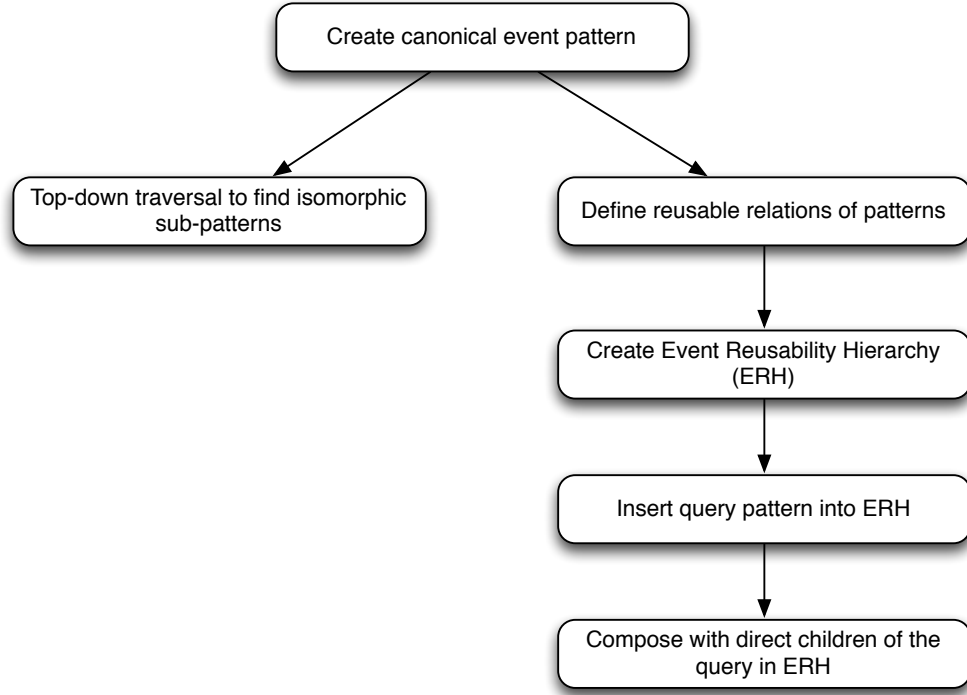 Create canonical event pattern
Top-down traversal to find isomorphic
sub-patterns
Define reusable relations of patterns
Create Event Reusability Hierarchy
(ERH)
Insert query pattern into ERH
Compose with direct children of the
query in ERH